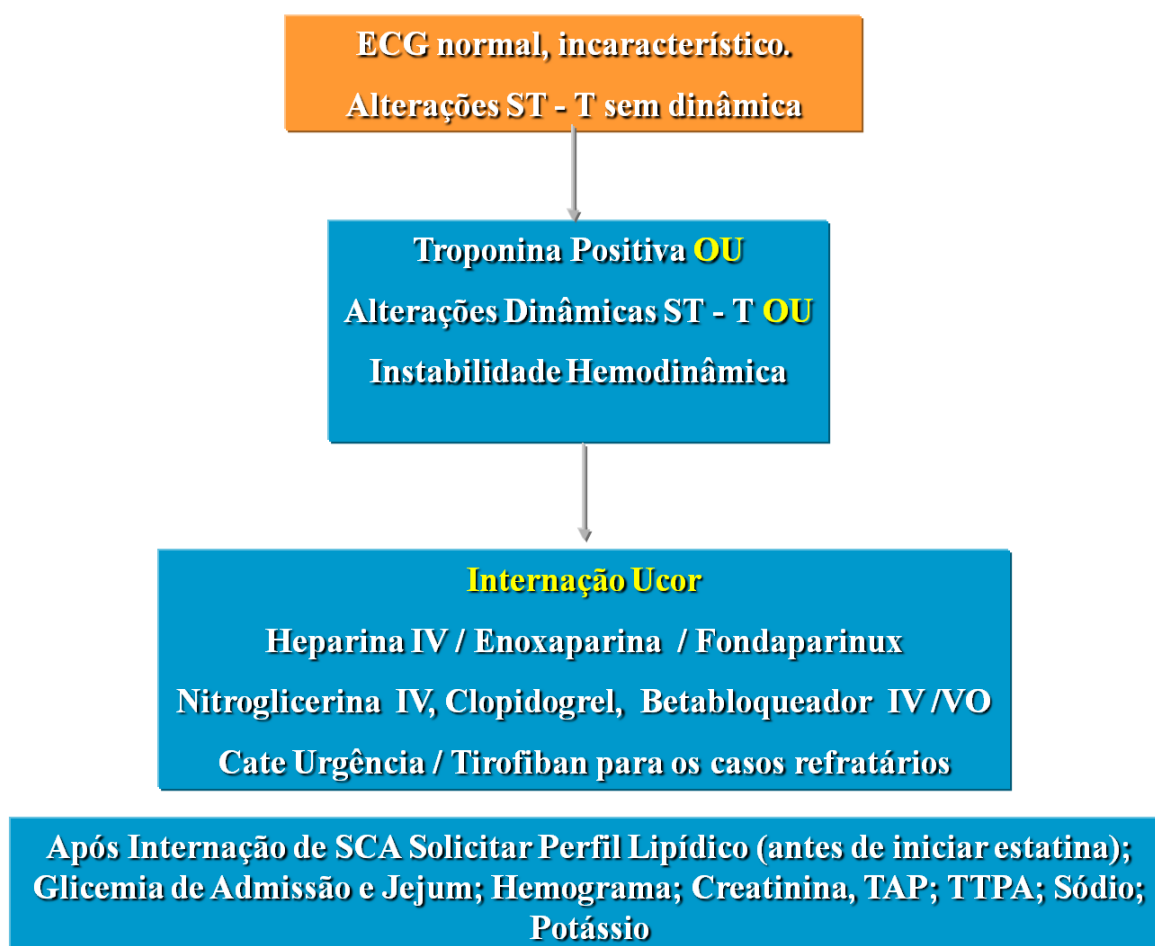 ECG normal, incaracterístico.
Alterações ST - T sem dinâmica
Troponina Positiva OU
Alterações Dinâmicas ST - T OU
Instabilidade Hemodinâmica
Internação Ucor
Heparina IV / Enoxaparina / Fondaparinux
Nitroglicerina IV, Clopidogrel, Betabloqueador IV /VO
Cate Urgência / Tirofiban para os casos refratários
Após Internação de SCA Solicitar Perfil Lipídico (antes de iniciar estatina);
Glicemia de Admissão e Jejum; Hemograma; Creatinina, TAP; TTPA; Sódio;
Potássio